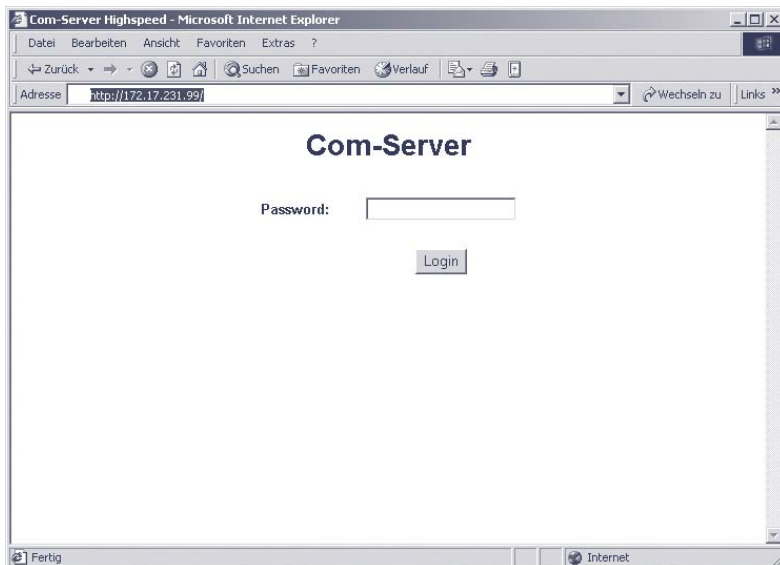 Com-Server Highspeed - Microsoft Internet Explorer
Datei Bearbeiten Ansicht Favoriten Extras ?
Zurück Suchen Favoriten Verlauf
Adresse http://172.17.231.99/ Wechseln zu Links »
Com-Server
Password:
Login
Fertig Internet